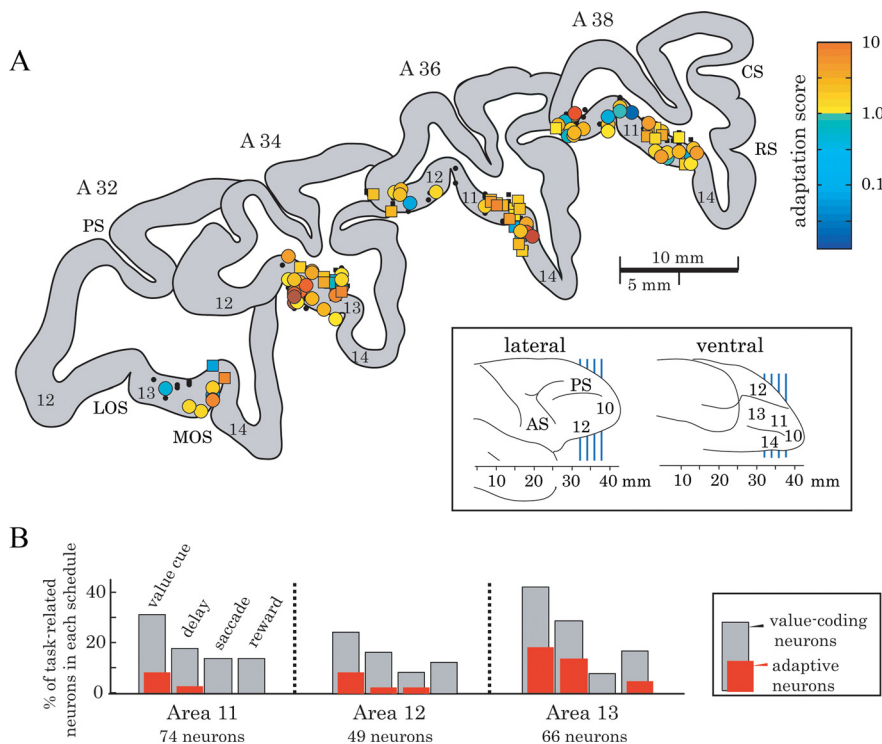 A
A 32
A 34
A 36
A 38
PS
12
13
LOS
MOS
14
12
13
14
12
11
14
11
14
CS
RS
adaptation score
10
1.0
0.1
10 mm
5 mm
lateral
PS
10
12
AS
10 20 30 40 mm
ventral
12
13
11
14
10
10 20 30 40 mm
B
% of task-related
neurons in each schedule
40
20
0
value cue
delay
saccade
reward
Area 11
74 neurons
Area 12
49 neurons
Area 13
66 neurons
value-coding
neurons
adaptive
neurons